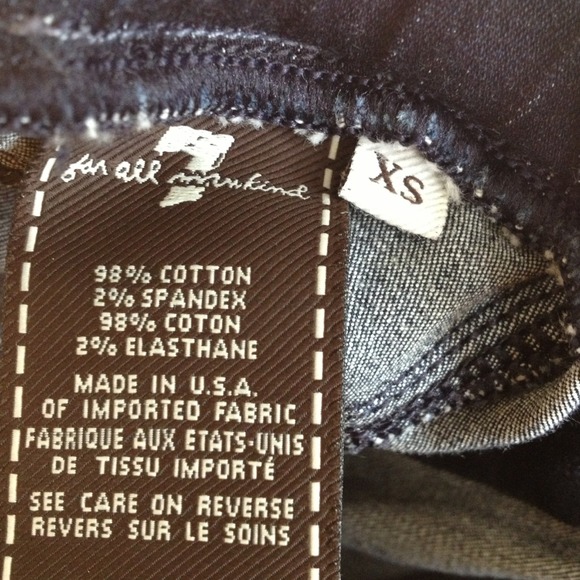 7
for all mankind
XS
98% COTTON
2% SPANDEX
98% COTON
2% ELASTHANE
MADE IN U.S.A.
OF IMPORTED FABRIC
FABRIQUE AUX ETATS-UNIS
DE TISSU IMPORTÉ
SEE CARE ON REVERSE
REVERS SUR LE SOINS